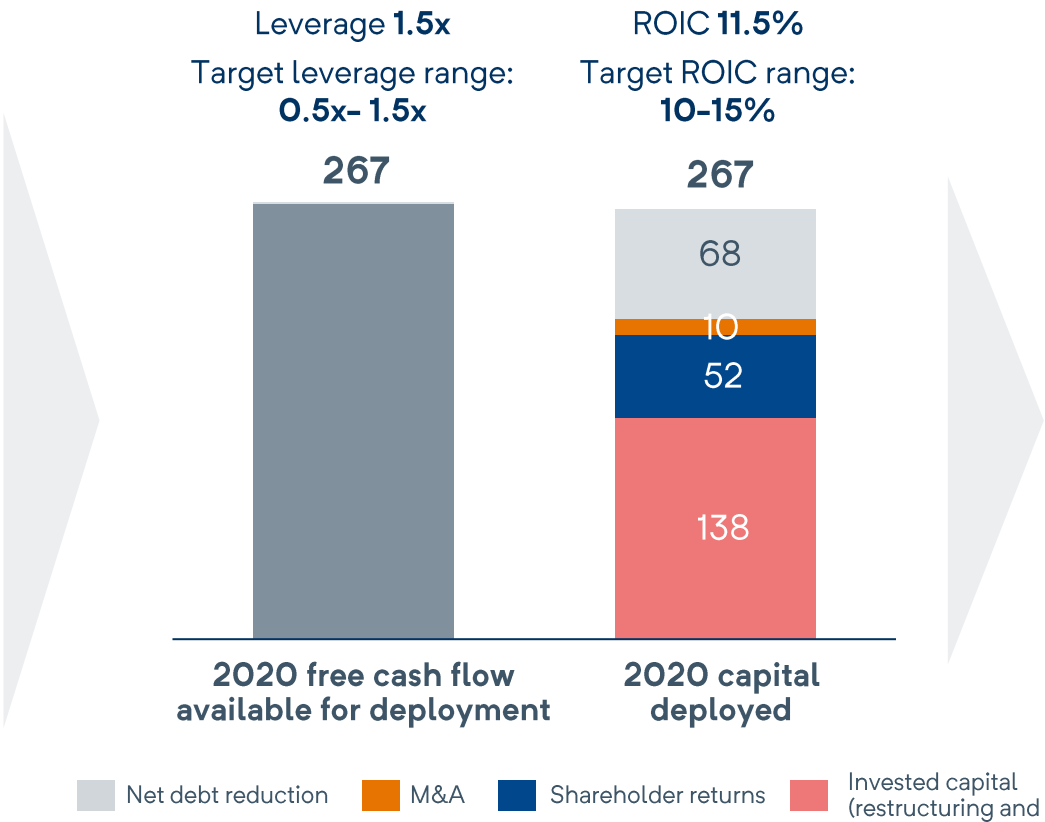 Leverage 1.5x
Target leverage range:
0.5x– 1.5x
267
ROIC 11.5%
Target ROIC range:
10–15%
267
68
10
52
138
2020 free cash flow
available for deployment
2020 capital
deployed
Net debt reduction
M&A
Shareholder returns
Invested capital
(restructuring and